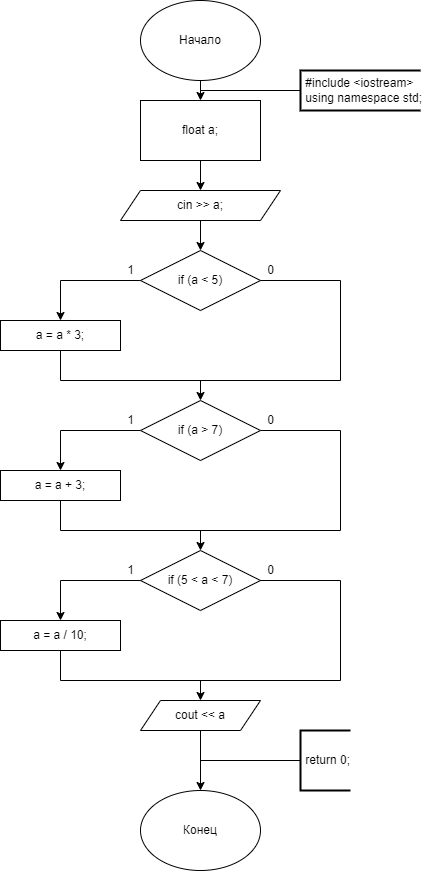 Начало
#include <iostream>
using namespace std;
float a;
cin >> a;
1
if (a < 5)
0
a = a * 3;
1
if (a > 7)
0
a = a + 3;
1
if (5 < a < 7)
0
a = a / 10;
cout << a
return 0;
Конец